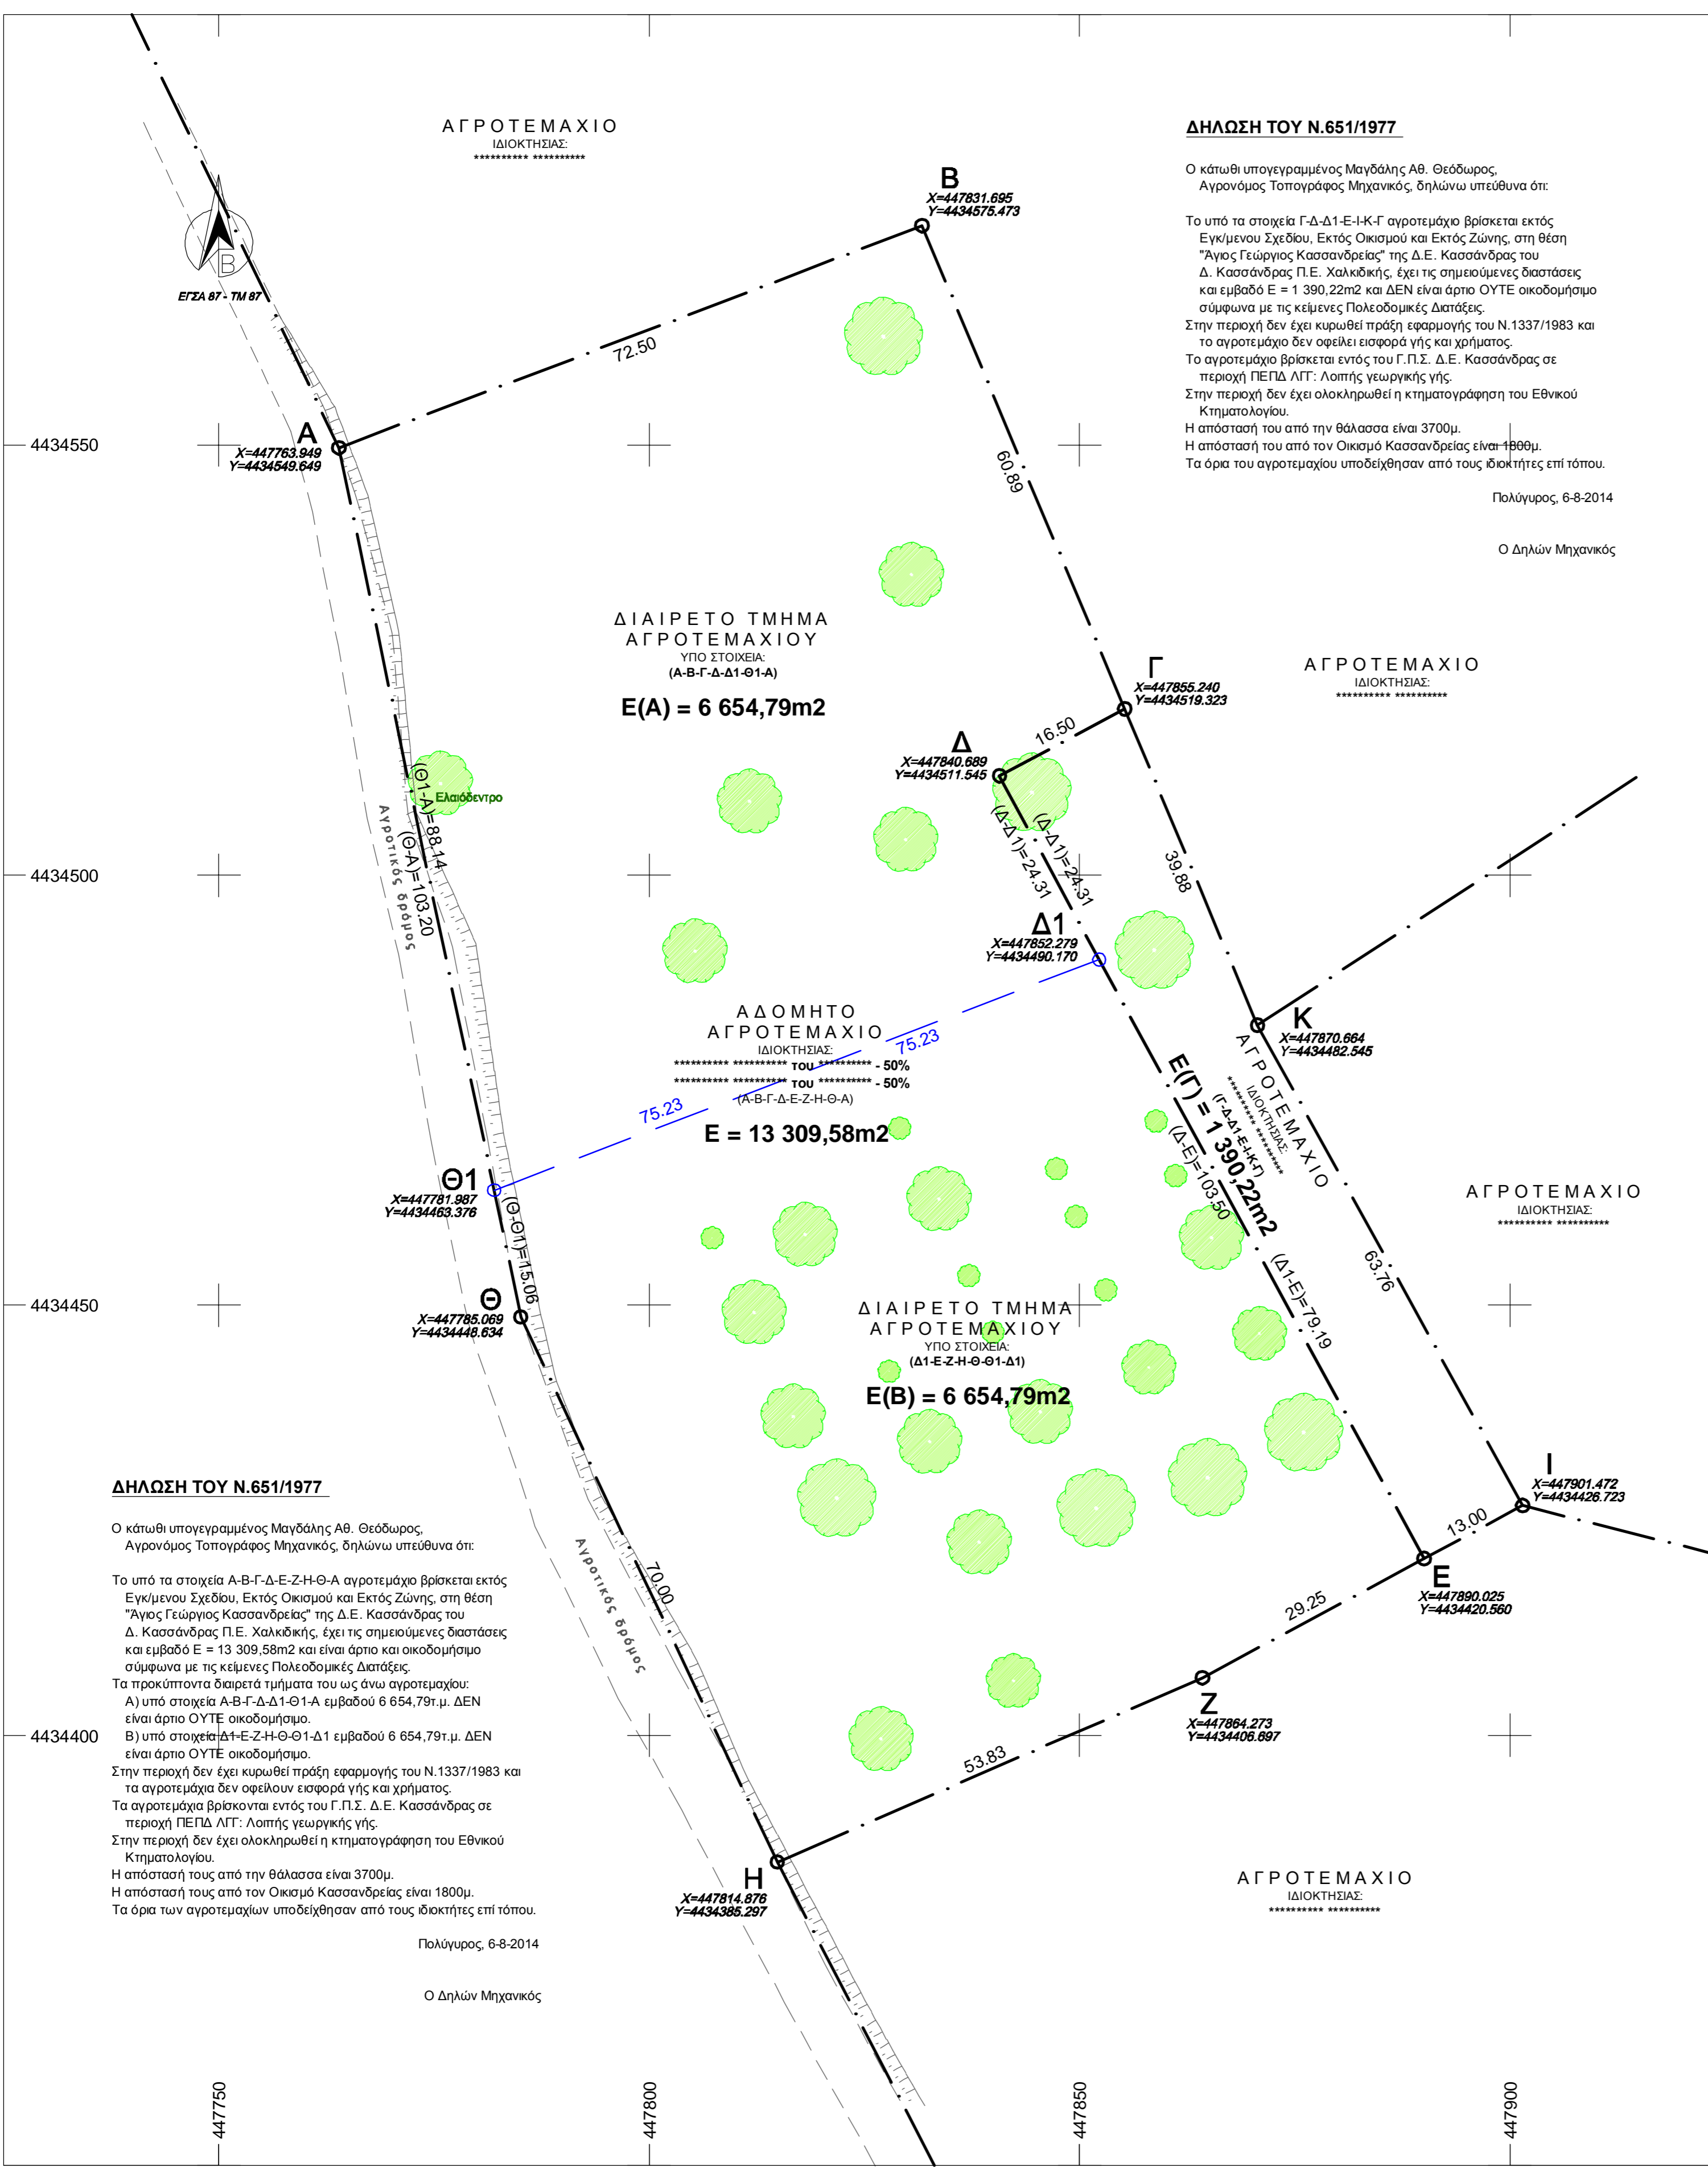 ΑΓΡΟΤΕΜΑΧΙΟ
ΙΔΙΟΚΤΗΣΙΑΣ:
********** **********
ΔΗΛΩΣΗ ΤΟΥ Ν.651/1977
Ο κάτωθι υπογεγραμμένος Μαγδάλης Αθ. Θεόδωρος,
Αγρονόμος Τοπογράφος Μηχανικός, δηλώνω υπεύθυνα ότι:
Το υπό τα στοιχεία Γ-Δ-Δ1-Ε-Ι-Κ-Γ αγροτεμάχιο βρίσκεται εκτός
Εγκ/μενου Σχεδίου, Εκτός Οικισμού και Εκτός Ζώνης, στη θέση
"Άγιος Γεώργιος Κασσανδρείας" της Δ.Ε. Κασσάνδρας του
Δ. Κασσάνδρας Π.Ε. Χαλκιδικής, έχει τις σημειούμενες διαστάσεις
και εμβαδό Ε = 1 390,22m2 και ΔΕΝ είναι άρτιο ΟΥΤΕ οικοδομήσιμο
σύμφωνα με τις κείμενες Πολεοδομικές Διατάξεις.
Στην περιοχή δεν έχει κυρωθεί πράξη εφαρμογής του Ν.1337/1983 και
το αγροτεμάχιο δεν οφείλει εισφορά γής και χρήματος.
Το αγροτεμάχιο βρίσκεται εντός του Γ.Π.Σ. Δ.Ε. Κασσάνδρας σε
περιοχή ΠΕΠΔ ΛΓΓ: Λοιπής γεωργικής γής.
Στην περιοχή δεν έχει ολοκληρωθεί η κτηματογράφηση του Εθνικού
Κτηματολογίου.
Η απόστασή του από την θάλασσα είναι 3700μ.
Η απόστασή του από τον Οικισμό Κασσανδρείας είναι 1800μ.
Τα όρια του αγροτεμαχίου υποδείχθησαν από τους ιδιοκτήτες επί τόπου.
Πολύγυρος, 6-8-2014
Ο Δηλών Μηχανικός
Β
Χ=447831.695
Υ=4434575.473
Β
ΕΓΣΑ 87 - ΤΜ 87
72.50
Α
Χ=447763.949
Υ=4434549.649
4434550
60.89
ΔΙΑΙΡΕΤΟ ΤΜΗΜΑ
ΑΓΡΟΤΕΜΑΧΙΟΥ
ΥΠΟ ΣΤΟΙΧΕΙΑ:
(Α-Β-Γ-Δ-Δ1-Θ1-Α)
Ε(Α) = 6 654,79m2
Γ
Χ=447855.240
Υ=4434519.323
ΑΓΡΟΤΕΜΑΧΙΟ
ΙΔΙΟΚΤΗΣΙΑΣ:
********** **********
16.50
Δ
Χ=447840.689
Υ=4434511.545
Ελαιόδεντρο
(Θ1-Α)=88.14
(Θ-Α)=103.20
Αγροτικός δρόμος
(Δ-Δ1)=24.31
(Δ-Δ1)=24.31
39.88
4434500
Δ1
Χ=447852.279
Υ=4434490.170
ΑΔΟΜΗΤΟ
ΑΓΡΟΤΕΜΑΧΙΟ
ΙΔΙΟΚΤΗΣΙΑΣ:
********** ********** του ********** - 50%
********** ********** του ********** - 50%
(Α-Β-Γ-Δ-Ε-Ζ-Η-Θ-Α)
Ε = 13 309,58m2
75.23
75.23
Κ
Χ=447870.664
Υ=4434482.545
ΑΓΡΟΤΕΜΑΧΙΟ
ΙΔΙΟΚΤΗΣΙΑΣ:
********** **********
(Γ-Δ-Δ1-Ε-Ι-Κ-Γ)
Ε(Γ) = 1 390,22m2
(Δ-Ε)=103.50
(Δ1-Ε)=79.19
63.76
ΑΓΡΟΤΕΜΑΧΙΟ
ΙΔΙΟΚΤΗΣΙΑΣ:
********** **********
Θ1
Χ=447781.987
Υ=4434463.376
(Θ-Θ1)=15.06
Θ
Χ=447785.069
Υ=4434448.634
4434450
ΔΙΑΙΡΕΤΟ ΤΜΗΜΑ
ΑΓΡΟΤΕΜΑΧΙΟΥ
ΥΠΟ ΣΤΟΙΧΕΙΑ:
(Δ1-Ε-Ζ-Η-Θ-Θ1-Δ1)
Ε(Β) = 6 654,79m2
Ι
Χ=447901.472
Υ=4434426.723
13.00
Ε
Χ=447890.025
Υ=4434420.560
29.25
Ζ
Χ=447864.273
Υ=4434406.697
53.83
70.00
Αγροτικός δρόμος
Η
Χ=447814.876
Υ=4434385.297
ΔΗΛΩΣΗ ΤΟΥ Ν.651/1977
Ο κάτωθι υπογεγραμμένος Μαγδάλης Αθ. Θεόδωρος,
Αγρονόμος Τοπογράφος Μηχανικός, δηλώνω υπεύθυνα ότι:
Το υπό τα στοιχεία Α-Β-Γ-Δ-Ε-Ζ-Η-Θ-Α αγροτεμάχιο βρίσκεται εκτός
Εγκ/μενου Σχεδίου, Εκτός Οικισμού και Εκτός Ζώνης, στη θέση
"Άγιος Γεώργιος Κασσανδρείας" της Δ.Ε. Κασσάνδρας του
Δ. Κασσάνδρας Π.Ε. Χαλκιδικής, έχει τις σημειούμενες διαστάσεις
και εμβαδό Ε = 13 309,58m2 και είναι άρτιο και οικοδομήσιμο
σύμφωνα με τις κείμενες Πολεοδομικές Διατάξεις.
Τα προκύπτοντα διαιρετά τμήματα του ως άνω αγροτεμαχίου:
Α) υπό στοιχεία Α-Β-Γ-Δ-Δ1-Θ1-Α εμβαδού 6 654,79τ.μ. ΔΕΝ
είναι άρτιο ΟΥΤΕ οικοδομήσιμο.
Β) υπό στοιχεία Δ1-Ε-Ζ-Η-Θ-Θ1-Δ1 εμβαδού 6 654,79τ.μ. ΔΕΝ
είναι άρτιο ΟΥΤΕ οικοδομήσιμο.
Στην περιοχή δεν έχει κυρωθεί πράξη εφαρμογής του Ν.1337/1983 και
τα αγροτεμάχια δεν οφείλουν εισφορά γής και χρήματος.
Τα αγροτεμάχια βρίσκονται εντός του Γ.Π.Σ. Δ.Ε. Κασσάνδρας σε
περιοχή ΠΕΠΔ ΛΓΓ: Λοιπής γεωργικής γής.
Στην περιοχή δεν έχει ολοκληρωθεί η κτηματογράφηση του Εθνικού
Κτηματολογίου.
Η απόστασή τους από την θάλασσα είναι 3700μ.
Η απόστασή τους από τον Οικισμό Κασσανδρείας είναι 1800μ.
Τα όρια των αγροτεμαχίων υποδείχθησαν από τους ιδιοκτήτες επί τόπου.
Πολύγυρος, 6-8-2014
Ο Δηλών Μηχανικός
4434400
ΑΓΡΟΤΕΜΑΧΙΟ
ΙΔΙΟΚΤΗΣΙΑΣ:
********** **********
447750
447800
447850
447900